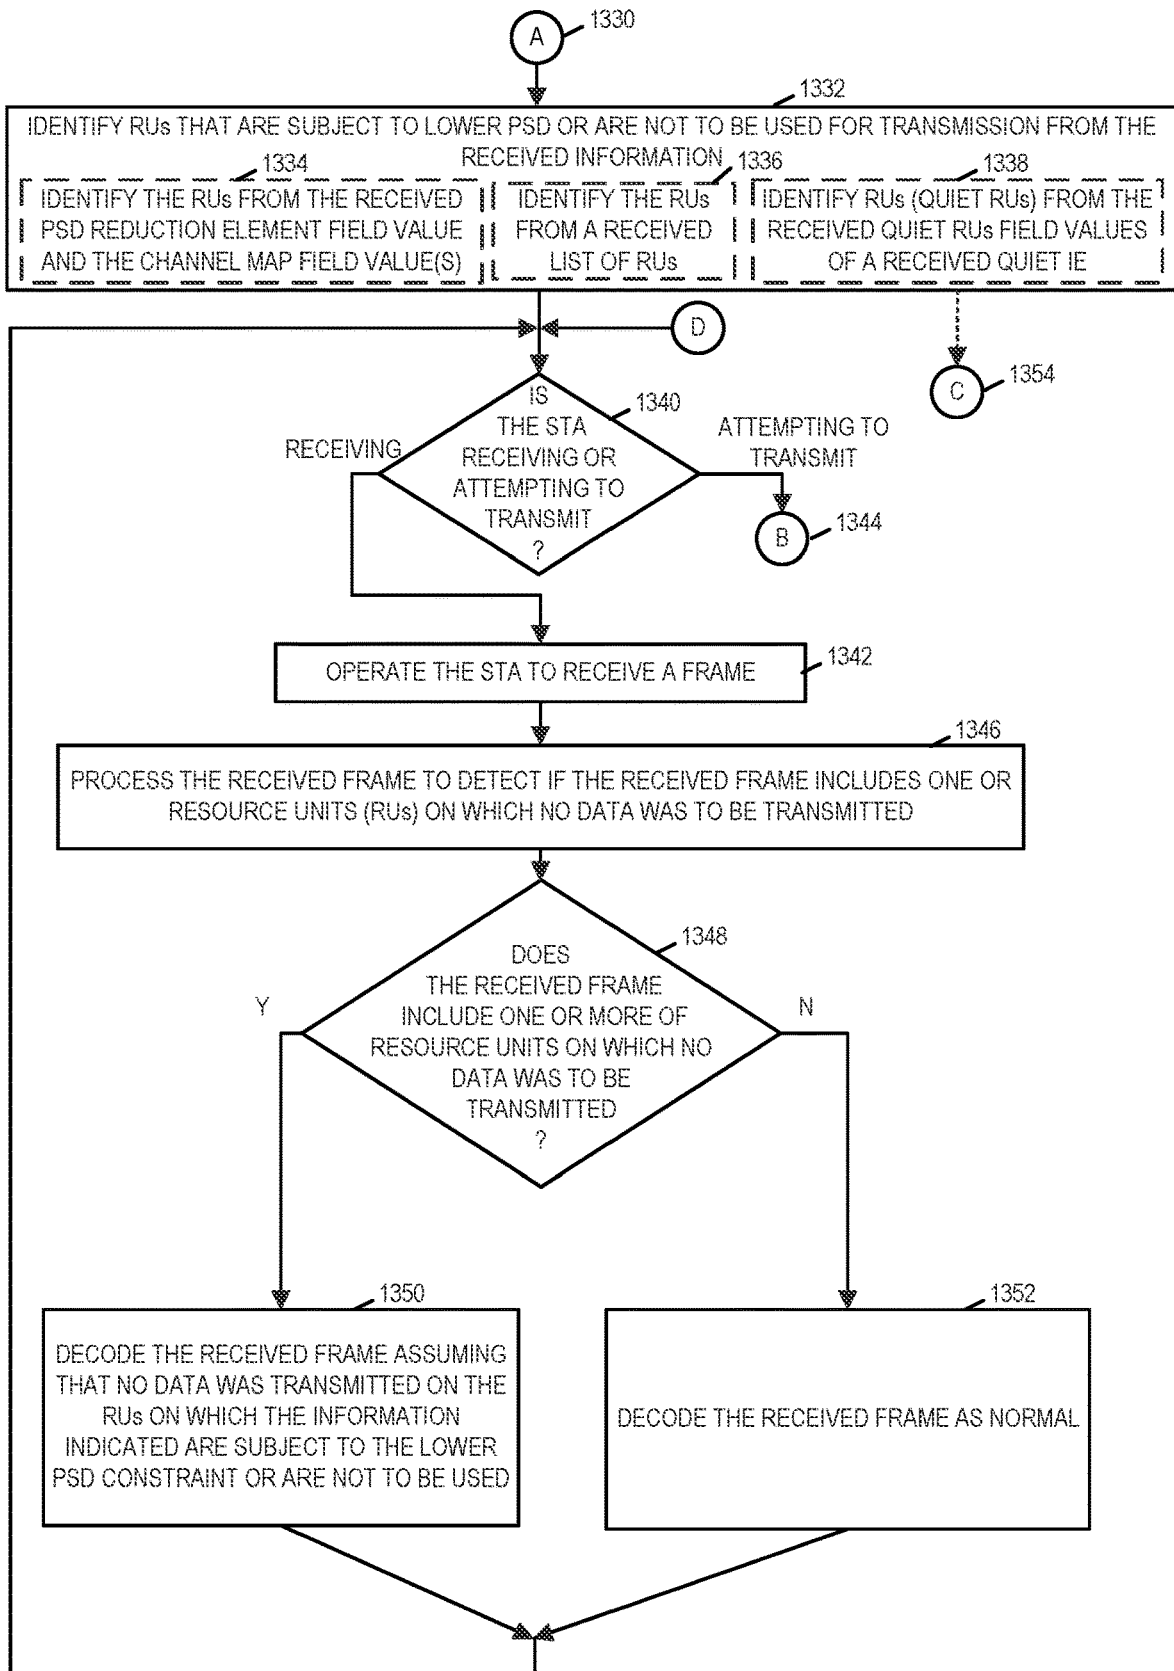 A
1330
1332
IDENTIFY RUs THAT ARE SUBJECT TO LOWER PSD OR ARE NOT TO BE USED FOR TRANSMISSION FROM THE
RECEIVED INFORMATION
1334
1336
1338
IDENTIFY THE RUs FROM THE RECEIVED
PSD REDUCTION ELEMENT FIELD VALUE
AND THE CHANNEL MAP FIELD VALUE(S)
IDENTIFY THE RUs
FROM A RECEIVED
LIST OF RUs
IDENTIFY RUs (QUIET RUs) FROM THE
RECEIVED QUIET RUs FIELD VALUES
OF A RECEIVED QUIET IE
D
C
1354
IS
THE STA
RECEIVING OR
ATTEMPTING TO
TRANSMIT
?
1340
RECEIVING
ATTEMPTING TO
TRANSMIT
B
1344
OPERATE THE STA TO RECEIVE A FRAME
1342
1346
PROCESS THE RECEIVED FRAME TO DETECT IF THE RECEIVED FRAME INCLUDES ONE OR
RESOURCE UNITS (RUs) ON WHICH NO DATA WAS TO BE TRANSMITTED
1348
DOES
THE RECEIVED FRAME
INCLUDE ONE OR MORE OF
RESOURCE UNITS ON WHICH NO
DATA WAS TO BE
TRANSMITTED
?
Y
N
1350
DECODE THE RECEIVED FRAME ASSUMING
THAT NO DATA WAS TRANSMITTED ON THE
RUs ON WHICH THE INFORMATION
INDICATED ARE SUBJECT TO THE LOWER
PSD CONSTRAINT OR ARE NOT TO BE USED
1352
DECODE THE RECEIVED FRAME AS NORMAL